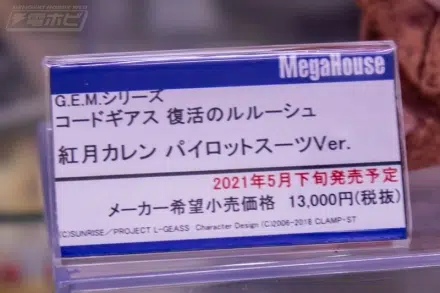 電ホビ
DENGEKI HOBBY WEB
MegaHouse
G.E.M.シリーズ
コードギアス 復活のルルーシュ
紅月カレン パイロットスーツVer.
2021年5月下旬発売予定
メーカー希望小売価格 13,000円(税抜)
(C)SUNRISE／PROJECT L-GEASS Character Design (C)2006-2018 CLAMP・ST